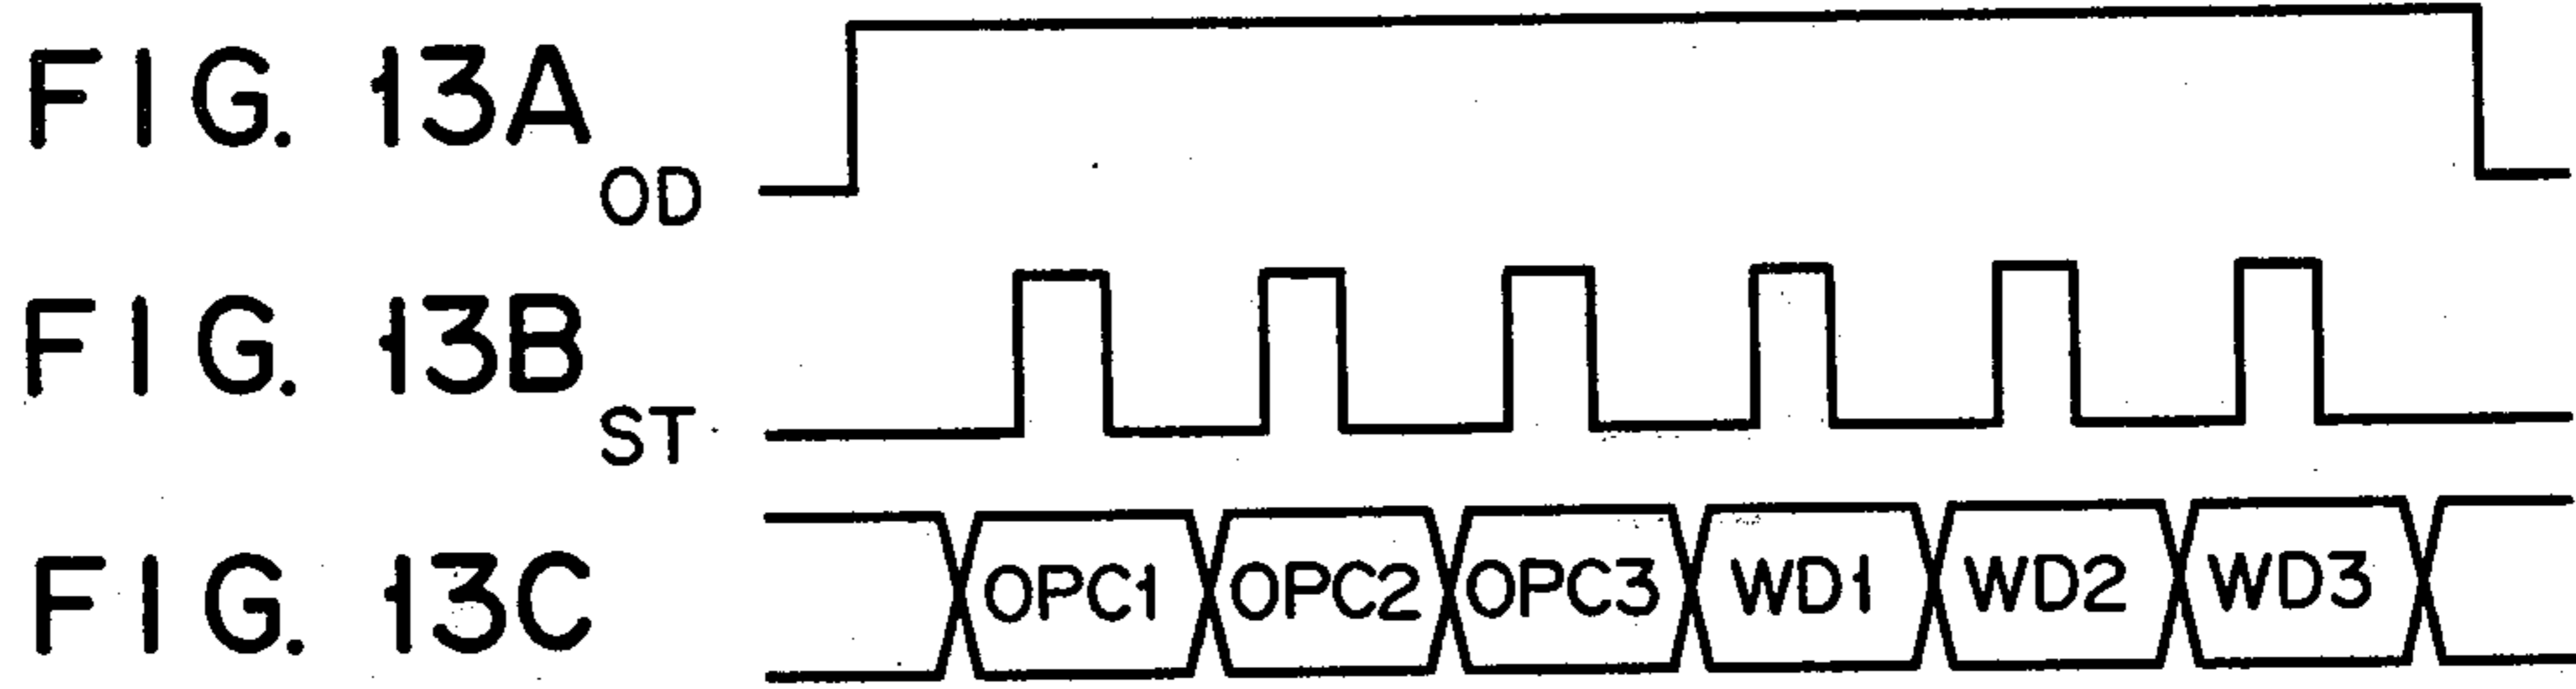 FIG. 13A
OD
FIG. 13B
ST
FIG. 13C
OPC1 OPC2 OPC3 WD1 WD2 WD3